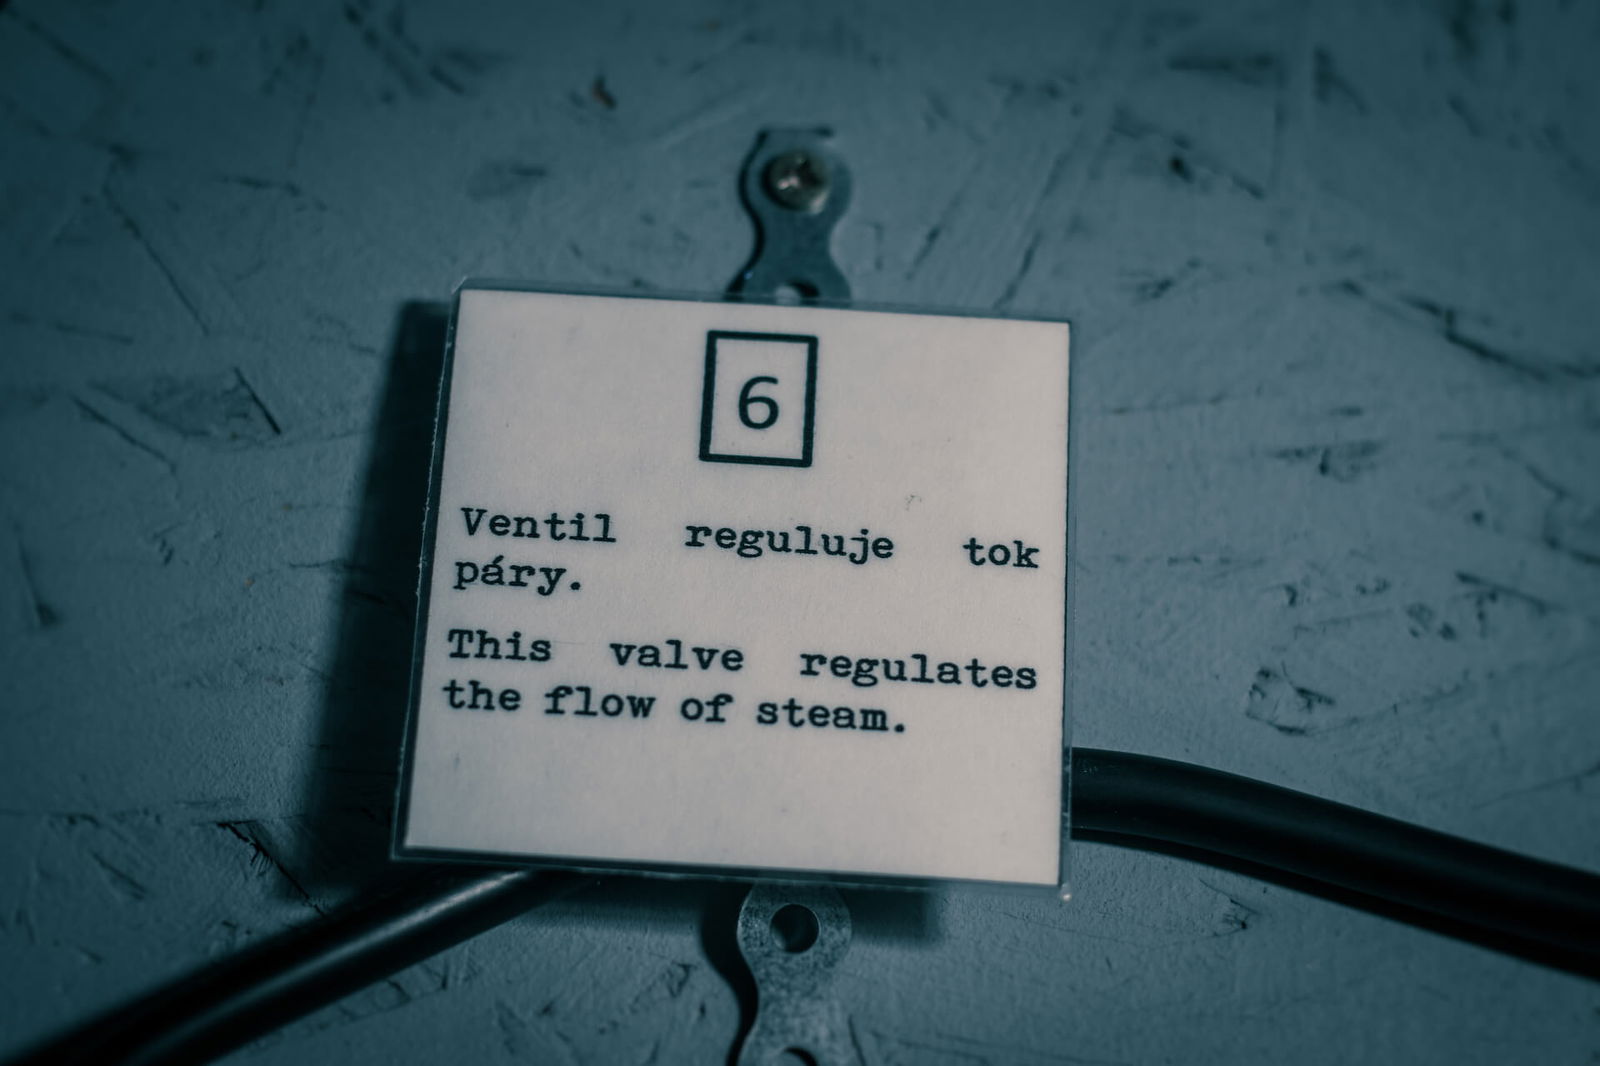 6
Ventil reguluje tok
páry.
This valve regulates
the flow of steam.